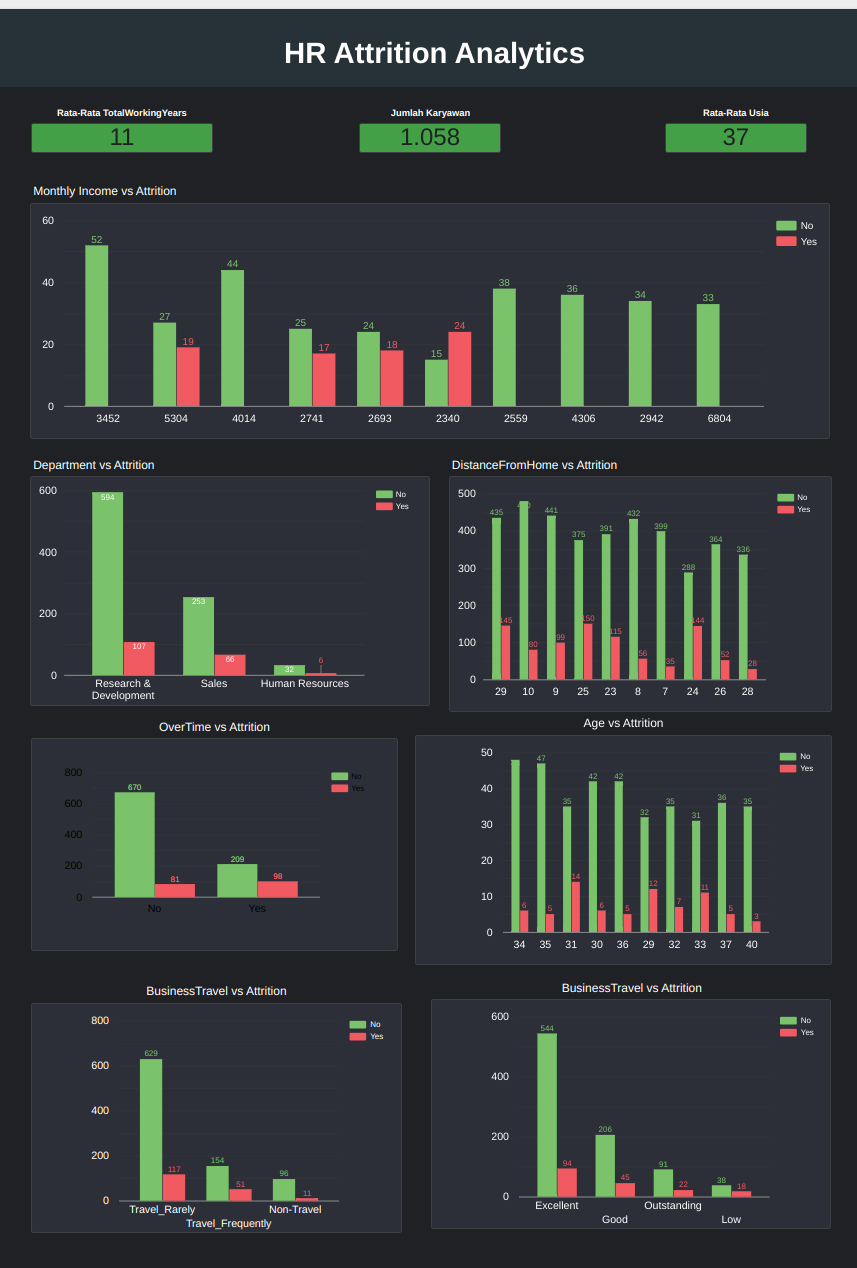 HR Attrition Analytics
Rata-Rata TotalWorkingYears
Jumlah Karyawan
Rata-Rata Usia
11
1.058
37
Monthly Income vs Attrition
60
40
20
0
52
27
19
44
25
17
24
18
15
24
38
36
34
33
3452 5304 4014 2741 2693 2340 2559 4306 2942 6804
No
Yes
Department vs Attrition
600
400
200
0
594
107
253
66
32
6
Research & Development
Sales
Human Resources
No
Yes
DistanceFromHome vs Attrition
500
400
300
200
100
0
435
145
80
441
99
375
150
391
115
432
56
399
35
288
144
364
52
336
28
29 10 9 25 23 8 7 24 26 28
No
Yes
OverTime vs Attrition
800
600
400
200
0
670
81
209
98
No Yes
No
Yes
Age vs Attrition
50
40
30
20
10
0
6
47
5
35
14
42
6
42
5
32
12
35
7
31
11
36
5
35
3
34 35 31 30 36 29 32 33 37 40
No
Yes
BusinessTravel vs Attrition
800
600
400
200
0
629
117
154
51
96
11
Travel_Rarely
Travel_Frequently
Non-Travel
No
Yes
BusinessTravel vs Attrition
600
400
200
0
544
94
206
45
91
22
38
18
Excellent
Good
Outstanding
Low
No
Yes